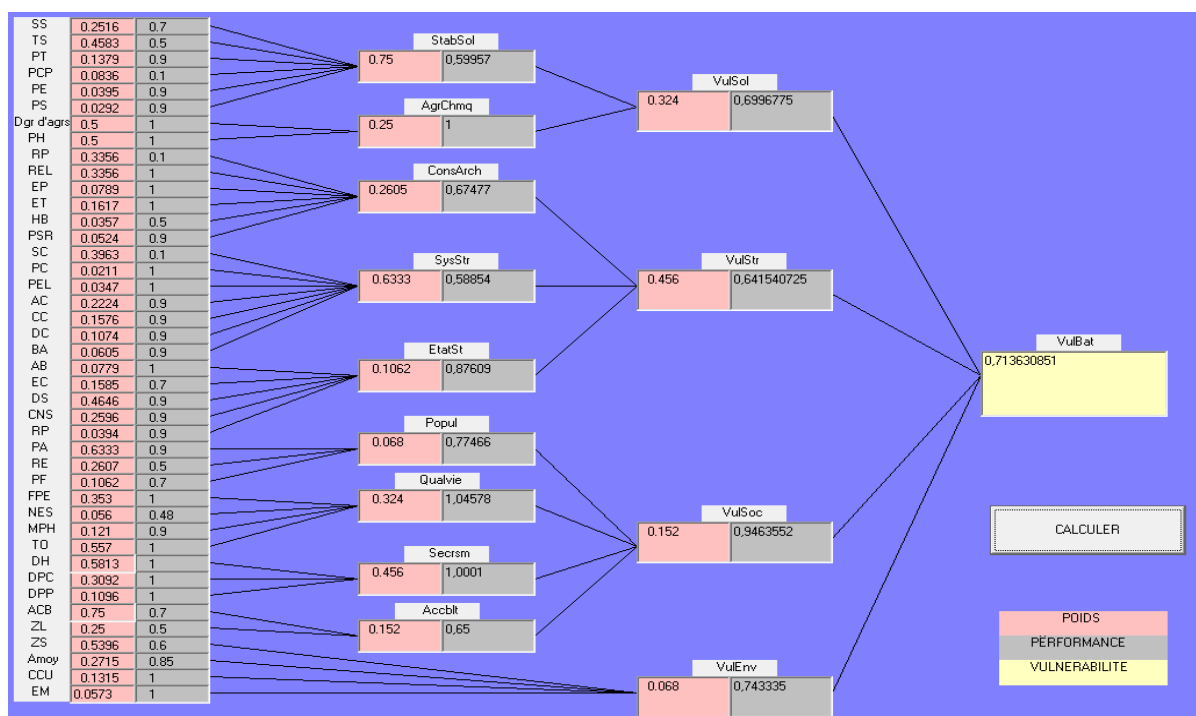 SS 0.2516 0.7
TS 0.4583 0.5
PT 0.1379 0.9
PCP 0.0836 0.1
PE 0.0395 0.9
PS 0.0292 0.9
Dgr d'agrs 0.5 1
PH 0.5 1
RP 0.3356 0.1
REL 0.3356 1
EP 0.0789 1
ET 0.1617 1
HB 0.0357 0.5
PSR 0.0524 0.9
SC 0.3963 0.1
PC 0.0211 1
PEL 0.0347 1
AC 0.2224 0.9
CC 0.1576 0.9
DC 0.1074 0.9
BA 0.0605 0.9
AB 0.0779 1
EC 0.1585 0.7
DS 0.4646 0.9
CNS 0.2596 0.9
RP 0.0394 0.9
PA 0.6333 0.9
RE 0.2607 0.5
PF 0.1062 0.7
FPE 0.353 1
NES 0.056 0.48
MPH 0.121 0.9
TO 0.557 1
DH 0.5813 1
DPC 0.3092 1
DPP 0.1096 1
ACB 0.75 0.7
ZL 0.25 0.5
ZS 0.5396 0.6
Amoy 0.2715 0.85
CCU 0.1315 1
EM 0.0573 1
StabSol
0.75 0,59957
AgrChmq
0.25 1
ConsArch
0.2605 0,67477
SysStr
0.6333 0,58854
EtatSt
0.1062 0,87609
Popul
0.068 0,77466
Qualvie
0.324 1,04578
Secrsm
0.456 1,0001
Accblt
0.152 0,65
VulSol
0.324 0,6996775
VulStr
0.456 0,641540725
VulSoc
0.152 0,9463552
VulEnv
0.068 0,743335
VulBat
0,713630851
CALCULER
POIDS
PËRFORMANCE
VULNERABILITE